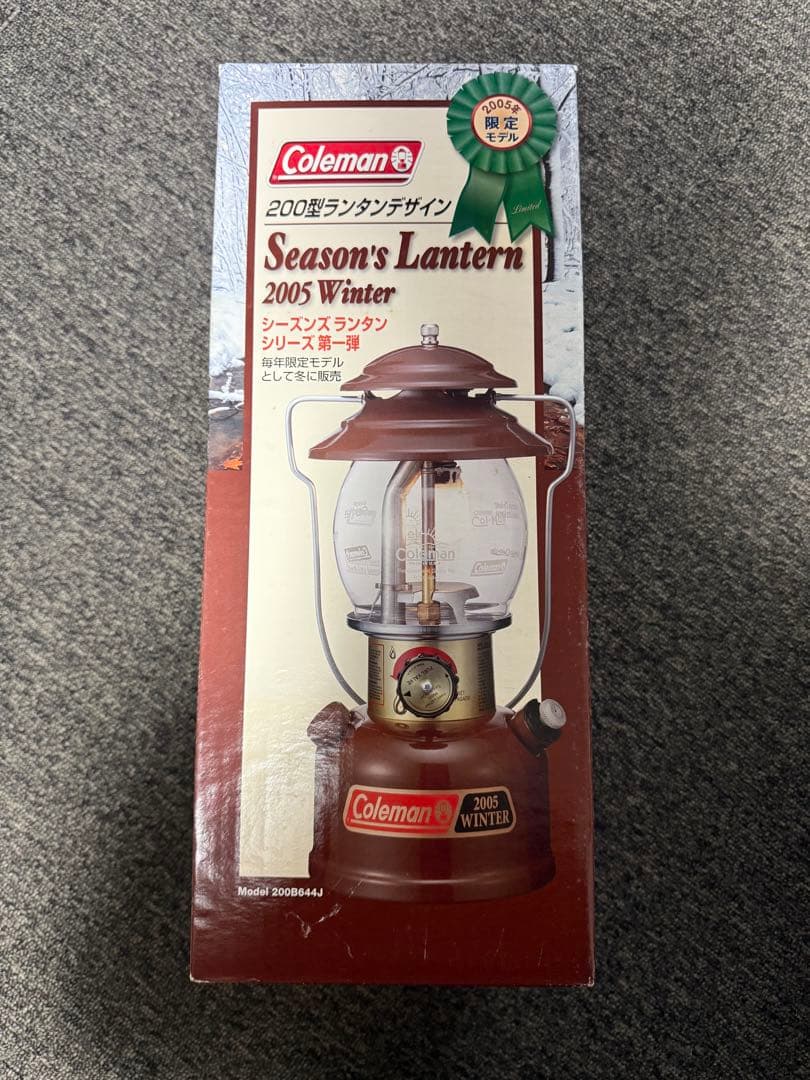 2005年
限定
モデル
Limited
Coleman
200型ランタンデザイン
Season's Lantern
2005 Winter
シーズンズ ランタン
シリーズ 第一弾
毎年限定モデル
として冬に販売
Coleman
Coleman
Coleman
2005
WINTER
Model 200B644J